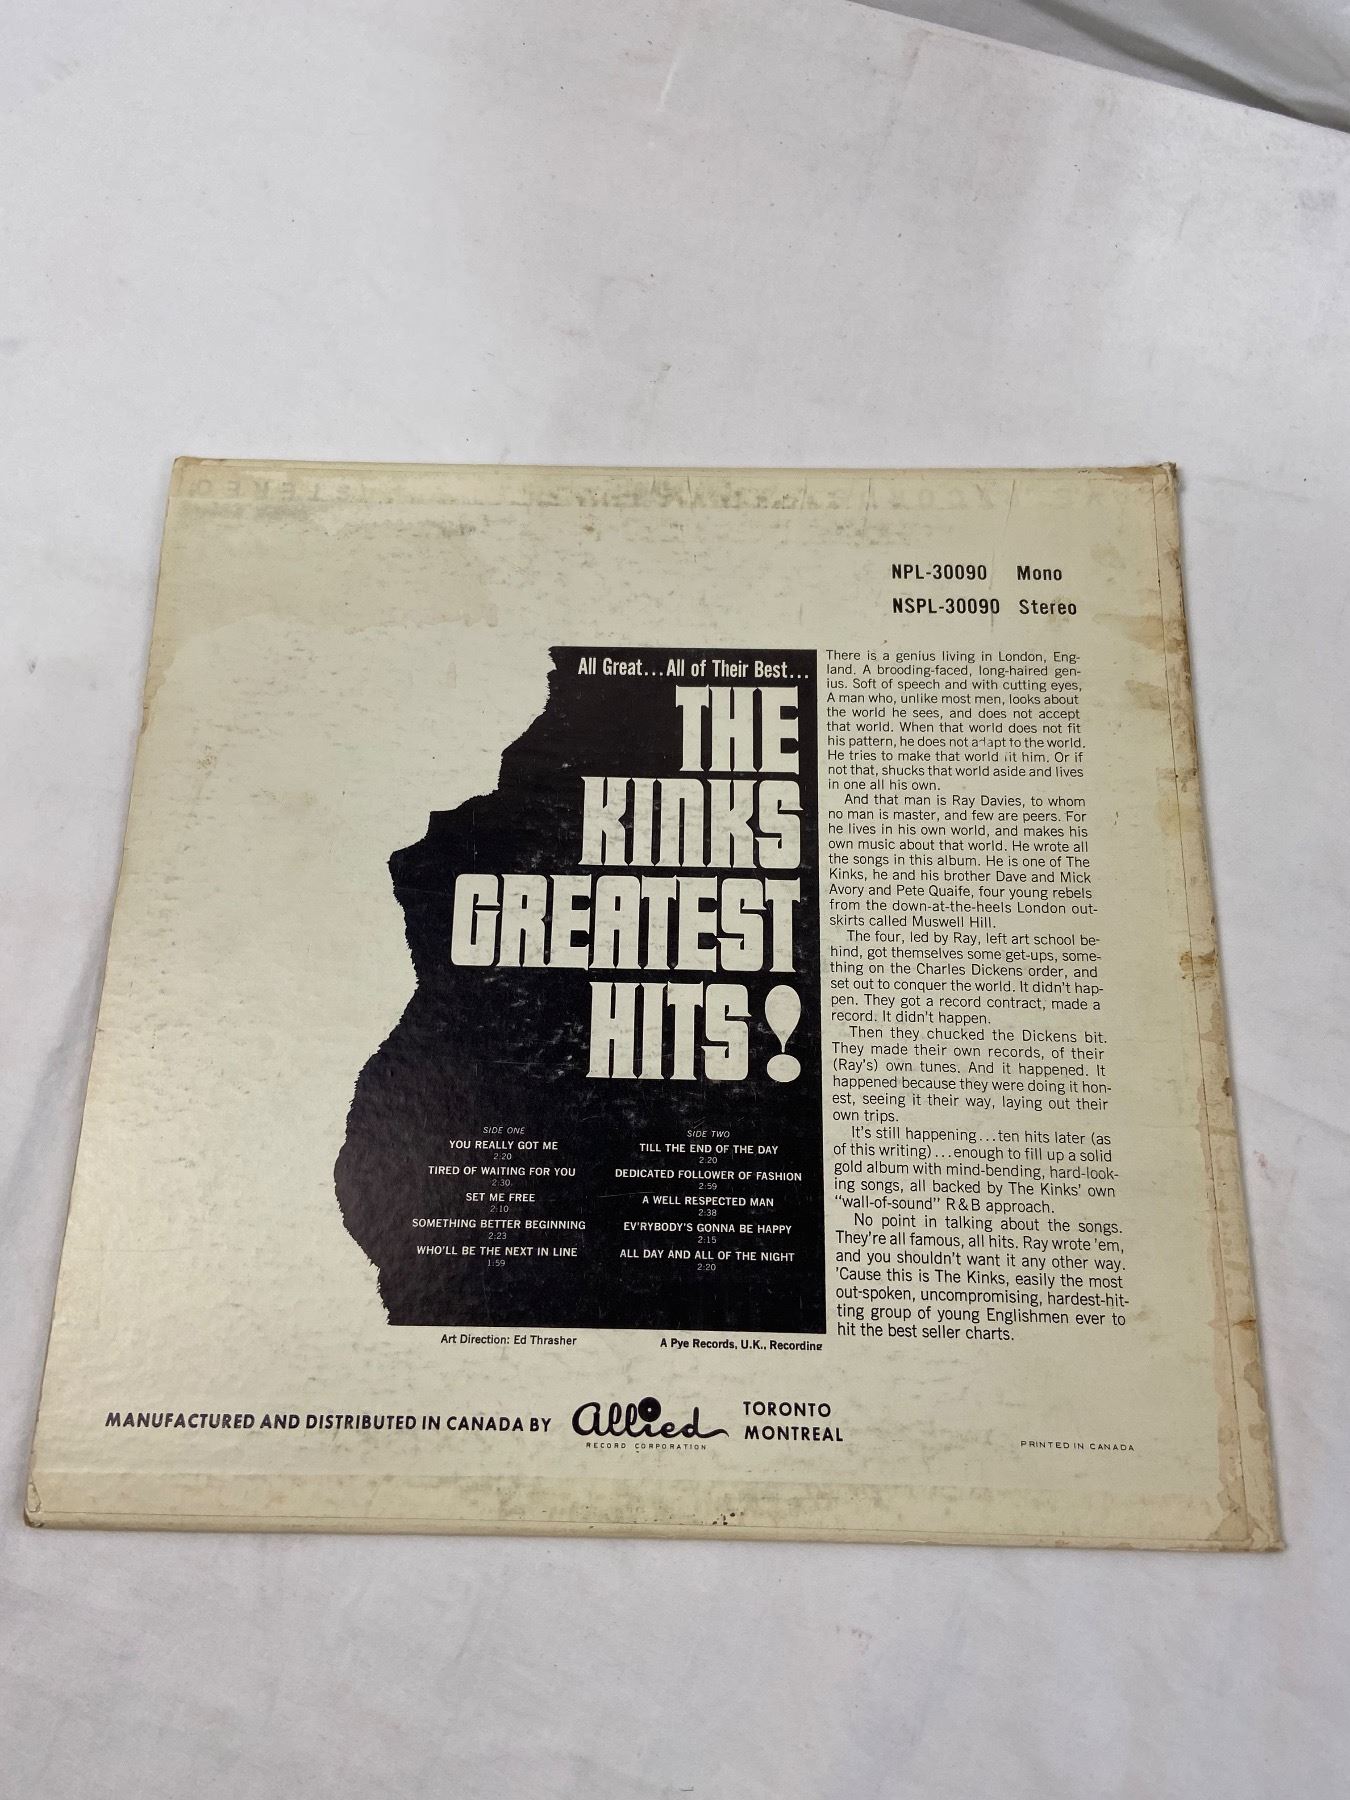 NPL-30090 Mono
NSPL-30090 Stereo
All Great...All of Their Best...
THE
KINKS
GREATEST
HITS!
SIDE ONE
YOU REALLY GOT ME
2:20
TIRED OF WAITING FOR YOU
2:30
SET ME FREE
2:10
SOMETHING BETTER BEGINNING
2:23
WHO'LL BE THE NEXT IN LINE
1:59
SIDE TWO
TILL THE END OF THE DAY
2:20
DEDICATED FOLLOWER OF FASHION
2:59
A WELL RESPECTED MAN
2:38
EV'RYBODY'S GONNA BE HAPPY
2:15
ALL DAY AND ALL OF THE NIGHT
2:20
Art Direction: Ed Thrasher
A Pye Records, U.K., Recording
There is a genius living in London, Eng-
land. A brooding-faced, long-haired gen-
ius. Soft of speech and with cutting eyes,
A man who, unlike most men, looks about
the world he sees, and does not accept
that world. When that world does not fit
his pattern, he does not adapt to the world.
He tries to make that world fit him. Or if
not that, shucks that world aside and lives
in one all his own.
And that man is Ray Davies, to whom
no man is master, and few are peers. For
he lives in his own world, and makes his
own music about that world. He wrote all
the songs in this album. He is one of The
Kinks, he and his brother Dave and Mick
Avory and Pete Quaife, four young rebels
from the down-at-the-heels London out-
skirts called Muswell Hill.
The four, led by Ray, left art school be-
hind, got themselves some get-ups, some-
thing on the Charles Dickens order, and
set out to conquer the world. It didn't hap-
pen. They got a record contract, made a
record. It didn't happen.
Then they chucked the Dickens bit.
They made their own records, of their
(Ray's) own tunes. And it happened. It
happened because they were doing it hon-
est, seeing it their way, laying out their
own trips.
It's still happening...ten hits later (as
of this writing)...enough to fill up a solid
gold album with mind-bending, hard-look-
ing songs, all backed by The Kinks' own
"wall-of-sound" R&B approach.
No point in talking about the songs.
They're all famous, all hits. Ray wrote 'em,
and you shouldn't want it any other way.
'Cause this is The Kinks, easily the most
out-spoken, uncompromising, hardest-hit-
ting group of young Englishmen ever to
hit the best seller charts.
MANUFACTURED AND DISTRIBUTED IN CANADA BY
allied
RECORD CORPORATION
TORONTO
MONTREAL
PRINTED IN CANADA